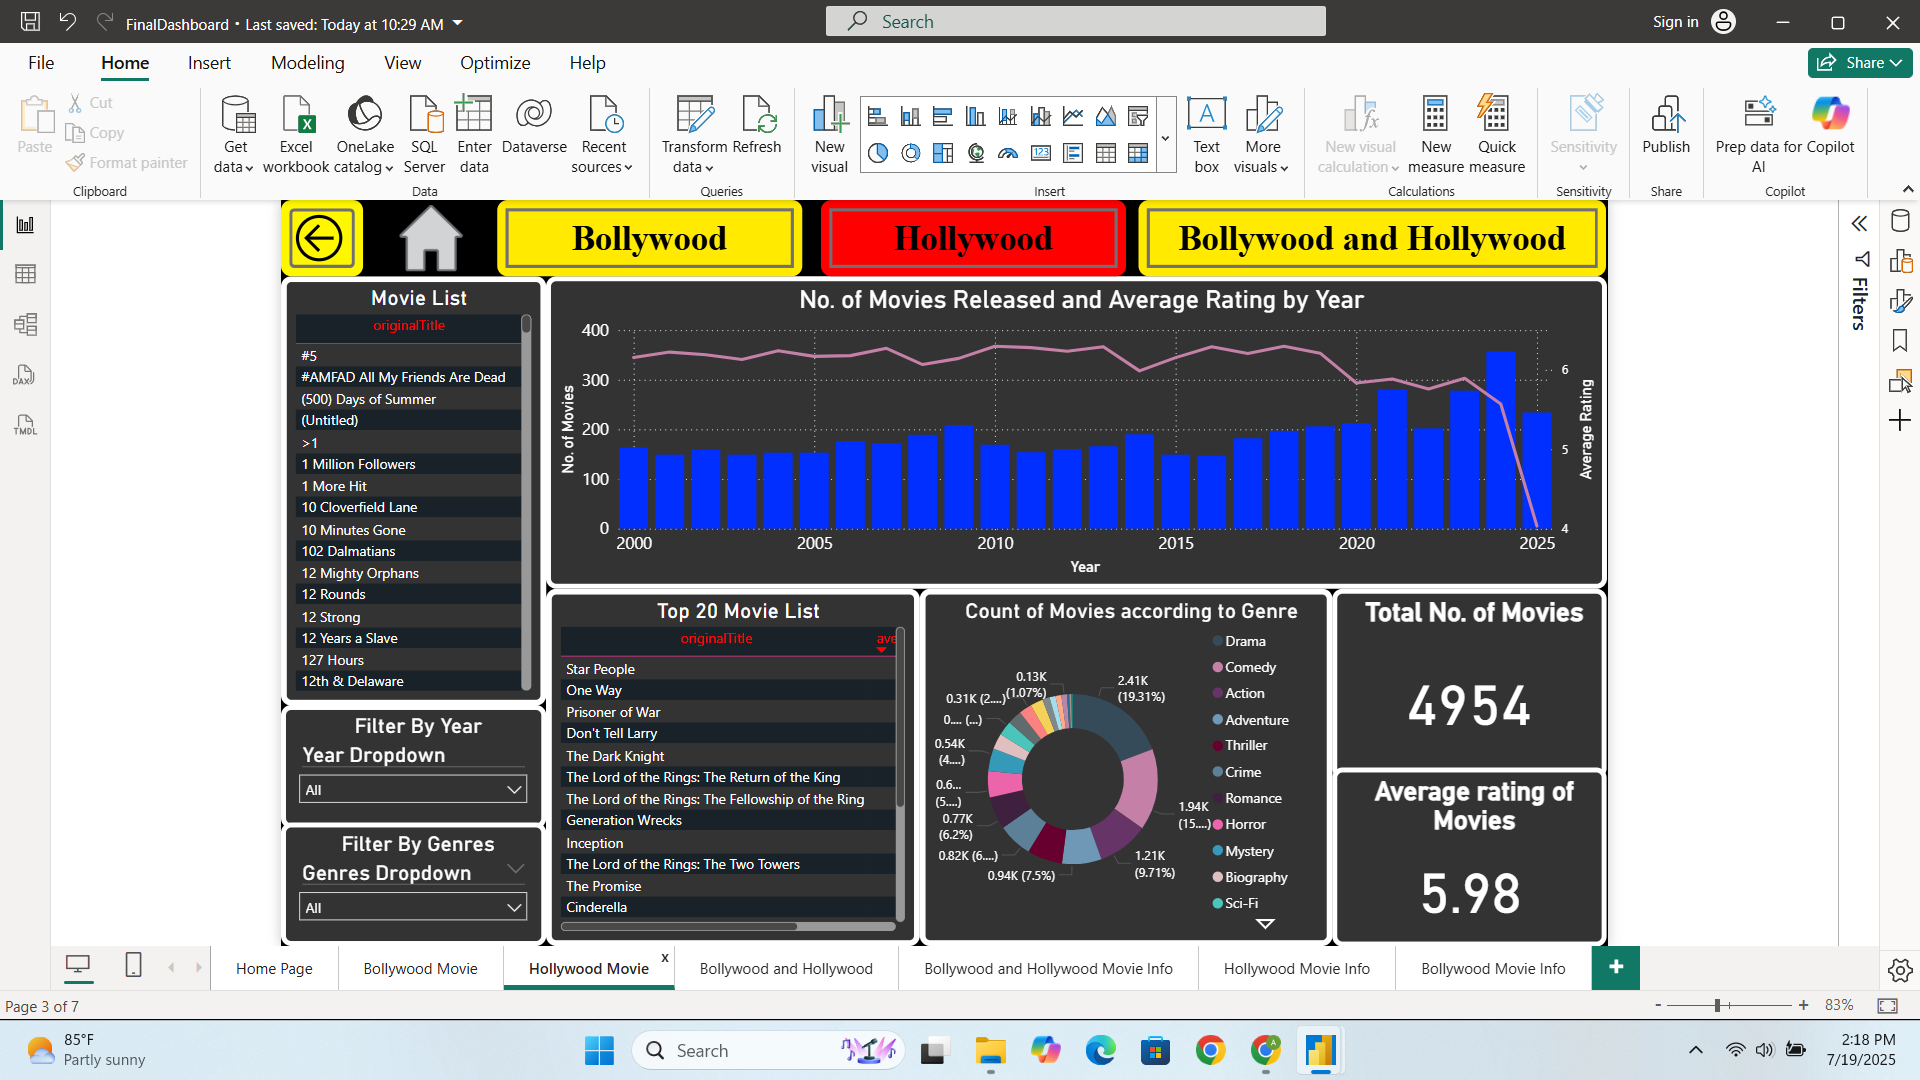 FinalDashboard • Last saved: Today at 10:29 AM
Search
Sign in
File
Home
Insert
Modeling
View
Optimize
Help
Share
Paste
Cut
Copy
Format painter
Clipboard
Get data
Excel workbook
OneLake catalog
SQL Server
Enter data
Dataverse
Recent sources
Data
Transform data
Refresh
Queries
New visual
123
Insert
A
Text box
More visuals
New visual calculation
New measure
Quick measure
Calculations
Sensitivity
Sensitivity
Publish
Share
Prep data for AI
Copilot
Copilot
DAX
TMDL
Bollywood
Hollywood
Bollywood and Hollywood
Filters
Movie List
originalTitle
#5
#AMFAD All My Friends Are Dead
(500) Days of Summer
(Untitled)
>1
1 Million Followers
1 More Hit
10 Cloverfield Lane
10 Minutes Gone
102 Dalmatians
12 Mighty Orphans
12 Rounds
12 Strong
12 Years a Slave
127 Hours
12th & Delaware
Filter By Year
Year Dropdown
All
Filter By Genres
Genres Dropdown
All
No. of Movies Released and Average Rating by Year
No. of Movies
400
300
200
100
0
6
5
4
Average Rating
2000
2005
2010
2015
2020
2025
Year
Top 20 Movie List
originalTitle
ave
Star People
One Way
Prisoner of War
Don't Tell Larry
The Dark Knight
The Lord of the Rings: The Return of the King
The Lord of the Rings: The Fellowship of the Ring
Generation Wrecks
Inception
The Lord of the Rings: The Two Towers
The Promise
Cinderella
Count of Movies according to Genre
2.41K
(19.31%)
1.94K
(15....)
1.21K
(9.71%)
0.94K (7.5%)
0.82K (6....)
0.77K
(6.2%)
0.6...
(5....)
0.54K
(4....)
0.... (...)
0.31K (2....)
0.13K
(1.07%)
Drama
Comedy
Action
Adventure
Thriller
Crime
Romance
Horror
Mystery
Biography
Sci-Fi
Total No. of Movies
4954
Average rating of
Movies
5.98
Home Page
Bollywood Movie
Hollywood Movie
x
Bollywood and Hollywood
Bollywood and Hollywood Movie Info
Hollywood Movie Info
Bollywood Movie Info
+
Page 3 of 7
- + 83%
85°F
Partly sunny
Search
A
2:18 PM
7/19/2025